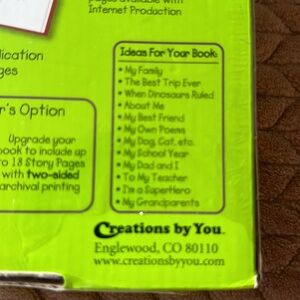 pages available with
Internet Production
lication
ges
r's Option
Upgrade your
book to include up
to 18 Story Pages
with two-sided
archival printing
Ideas For Your Book:
• My Family
• The Best Trip Ever
• When Dinosaurs Ruled
• About Me
• My Best Friend
• My Own Poems
• My Dog, Cat, etc.
• My School Year
• My Dad and I
• To My Teacher
• I'm a SuperHero
• My Grandparents
Creations by You
Englewood, CO 80110
www.creationsbyyou.com